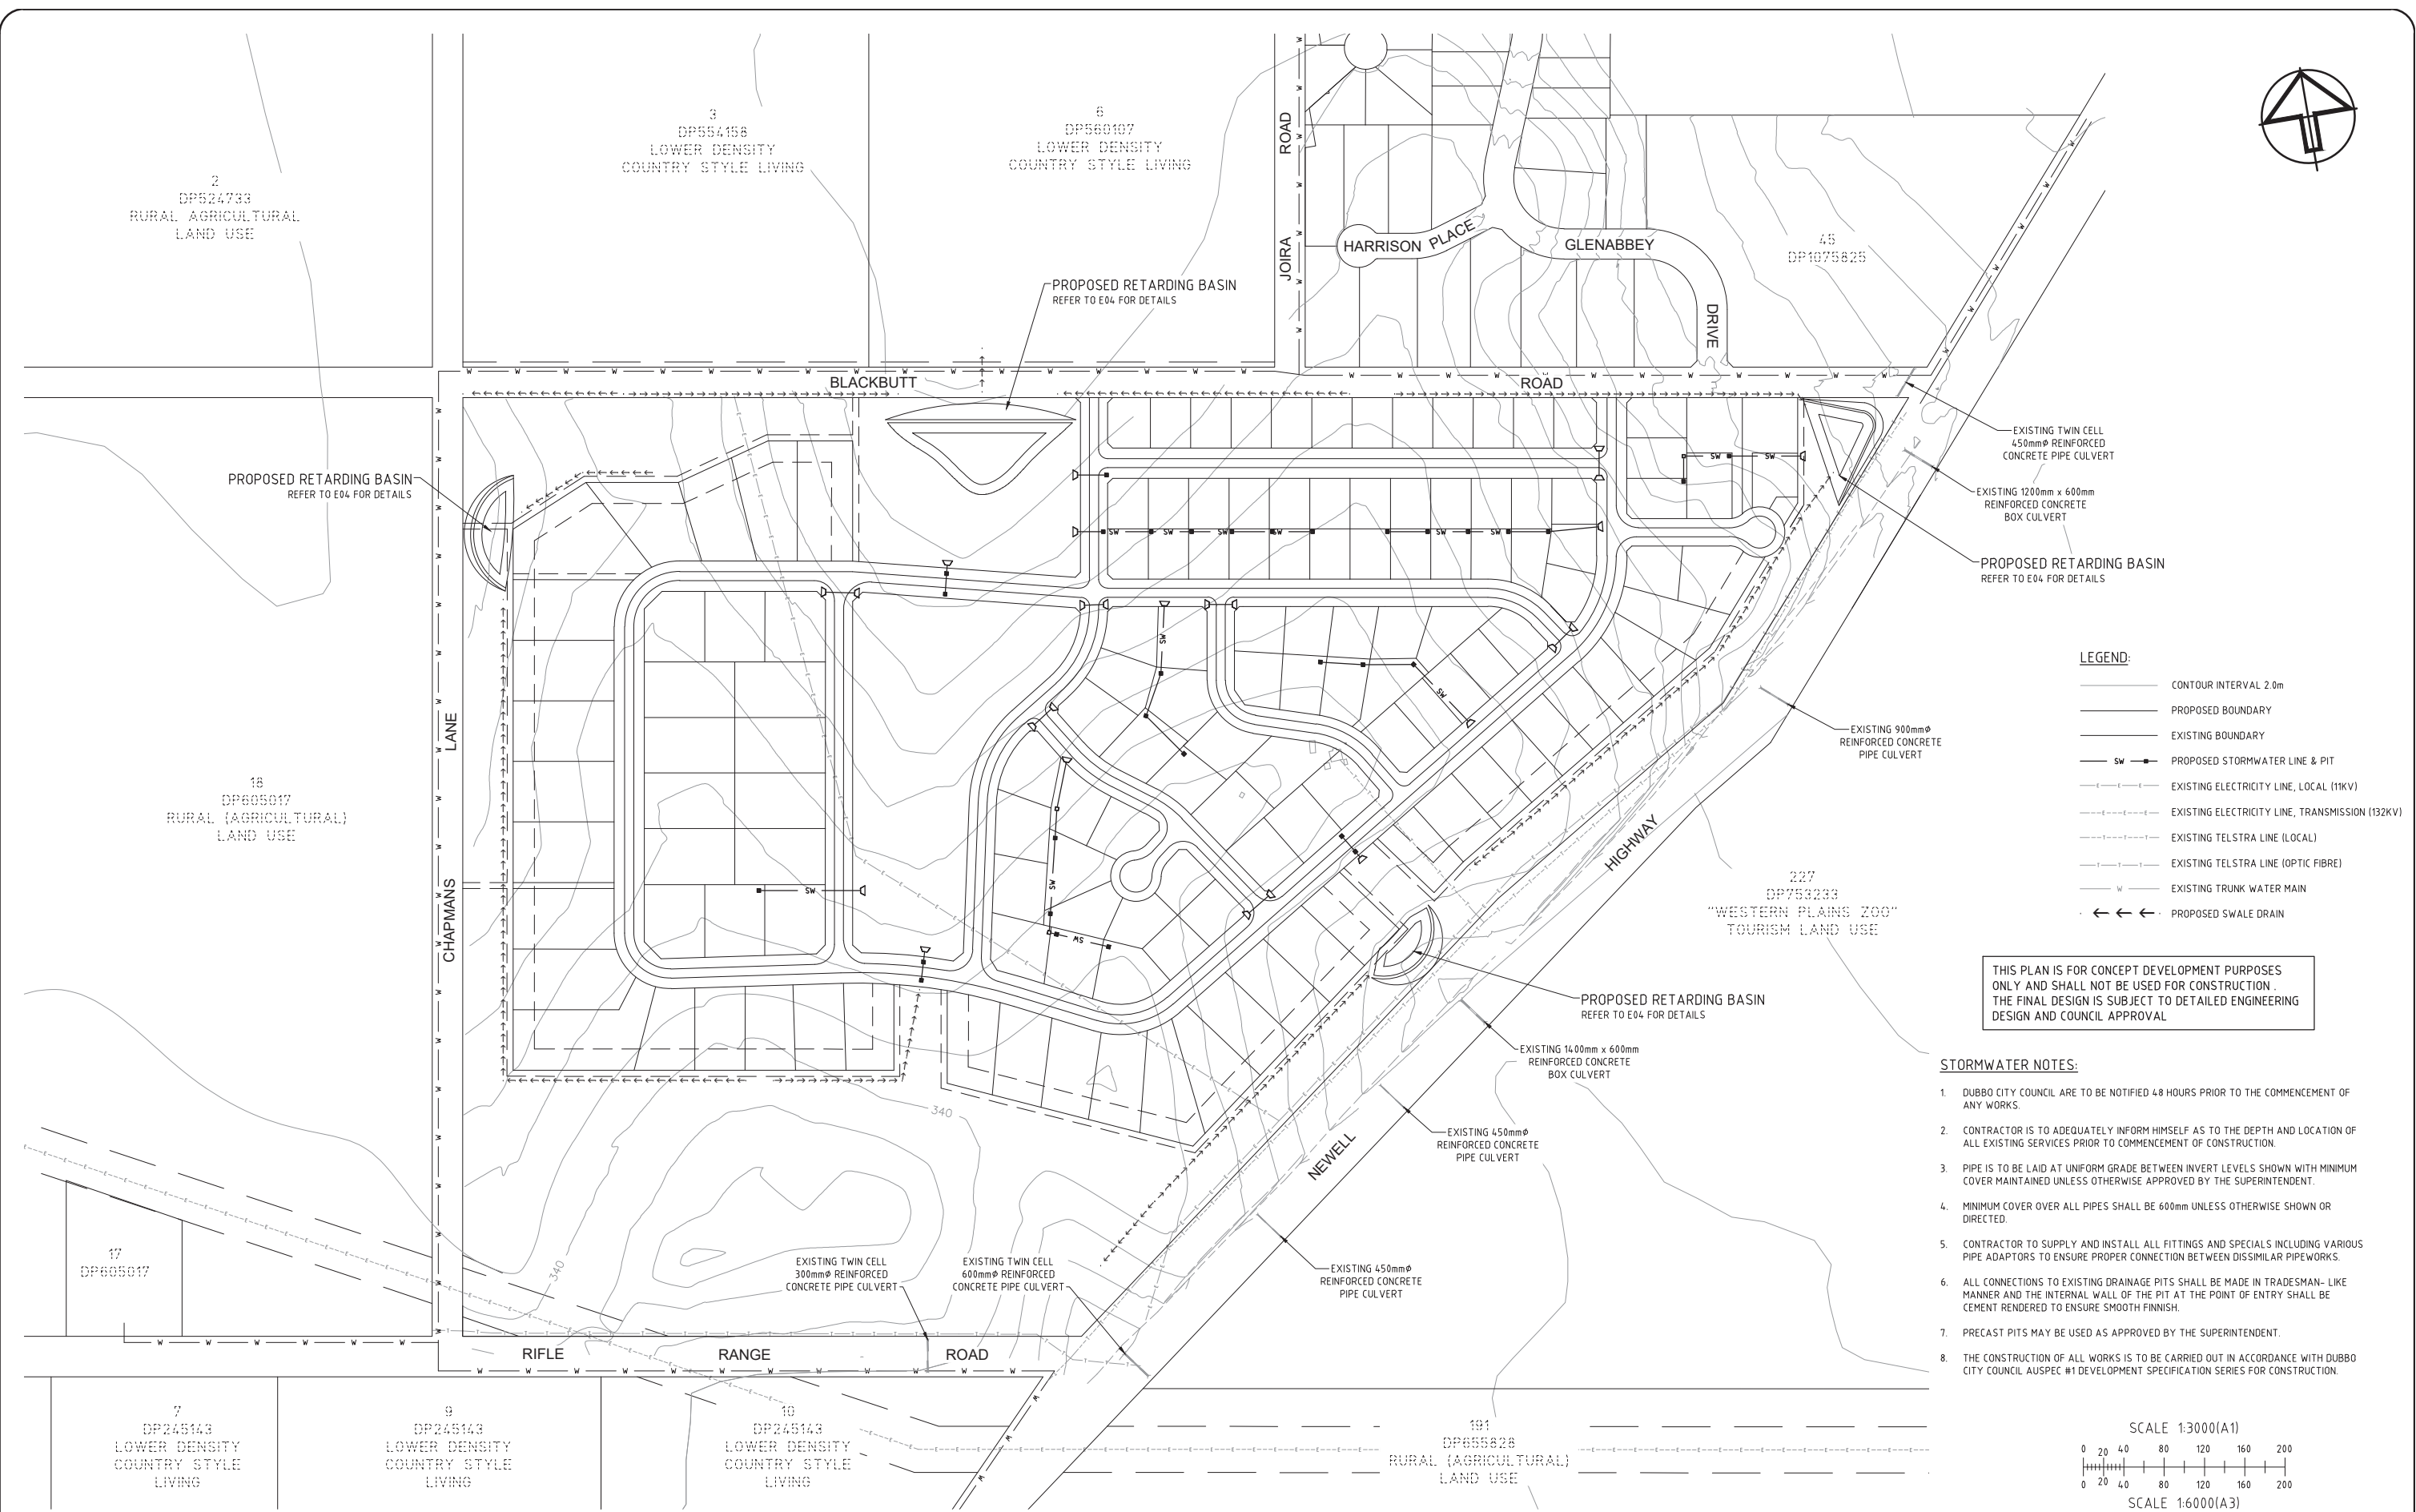 2
DP524733
RURAL AGRICULTURAL
LAND USE
3
DP554158
LOWER DENSITY
COUNTRY STYLE LIVING
6
DP560107
LOWER DENSITY
COUNTRY STYLE LIVING
JOIRA ROAD
HARRISON PLACE
GLENABBEY
DRIVE
45
DP1075825
PROPOSED RETARDING BASIN
REFER TO E04 FOR DETAILS
BLACKBUTT
ROAD
PROPOSED RETARDING BASIN
REFER TO E04 FOR DETAILS
EXISTING TWIN CELL
450mmØ REINFORCED
CONCRETE PIPE CULVERT
EXISTING 1200mm x 600mm
REINFORCED CONCRETE
BOX CULVERT
PROPOSED RETARDING BASIN
REFER TO E04 FOR DETAILS
SW
SW
SW
SW
SW
SW
SW
SW
SW
SW
SW
SW
SW
CHAPMANS LANE
18
DP605017
RURAL (AGRICULTURAL)
LAND USE
EXISTING 900mmØ
REINFORCED CONCRETE
PIPE CULVERT
NEWELL HIGHWAY
227
DP753233
"WESTERN PLAINS ZOO"
TOURISM LAND USE
PROPOSED RETARDING BASIN
REFER TO E04 FOR DETAILS
EXISTING 1400mm x 600mm
REINFORCED CONCRETE
BOX CULVERT
EXISTING 450mmØ
REINFORCED CONCRETE
PIPE CULVERT
EXISTING 450mmØ
REINFORCED CONCRETE
PIPE CULVERT
340
340
17
DP605017
EXISTING TWIN CELL
300mmØ REINFORCED
CONCRETE PIPE CULVERT
EXISTING TWIN CELL
600mmØ REINFORCED
CONCRETE PIPE CULVERT
RIFLE RANGE ROAD
7
DP245143
LOWER DENSITY
COUNTRY STYLE
LIVING
9
DP245143
LOWER DENSITY
COUNTRY STYLE
LIVING
10
DP245143
LOWER DENSITY
COUNTRY STYLE
LIVING
191
DP655828
RURAL (AGRICULTURAL)
LAND USE
LEGEND:
CONTOUR INTERVAL 2.0m
PROPOSED BOUNDARY
EXISTING BOUNDARY
SW PROPOSED STORMWATER LINE & PIT
EXISTING ELECTRICITY LINE, LOCAL (11KV)
EXISTING ELECTRICITY LINE, TRANSMISSION (132KV)
EXISTING TELSTRA LINE (LOCAL)
EXISTING TELSTRA LINE (OPTIC FIBRE)
W EXISTING TRUNK WATER MAIN
PROPOSED SWALE DRAIN
THIS PLAN IS FOR CONCEPT DEVELOPMENT PURPOSES
ONLY AND SHALL NOT BE USED FOR CONSTRUCTION .
THE FINAL DESIGN IS SUBJECT TO DETAILED ENGINEERING
DESIGN AND COUNCIL APPROVAL
STORMWATER NOTES:
1. DUBBO CITY COUNCIL ARE TO BE NOTIFIED 48 HOURS PRIOR TO THE COMMENCEMENT OF
ANY WORKS.
2. CONTRACTOR IS TO ADEQUATELY INFORM HIMSELF AS TO THE DEPTH AND LOCATION OF
ALL EXISTING SERVICES PRIOR TO COMMENCEMENT OF CONSTRUCTION.
3. PIPE IS TO BE LAID AT UNIFORM GRADE BETWEEN INVERT LEVELS SHOWN WITH MINIMUM
COVER MAINTAINED UNLESS OTHERWISE APPROVED BY THE SUPERINTENDENT.
4. MINIMUM COVER OVER ALL PIPES SHALL BE 600mm UNLESS OTHERWISE SHOWN OR
DIRECTED.
5. CONTRACTOR TO SUPPLY AND INSTALL ALL FITTINGS AND SPECIALS INCLUDING VARIOUS
PIPE ADAPTORS TO ENSURE PROPER CONNECTION BETWEEN DISSIMILAR PIPEWORKS.
6. ALL CONNECTIONS TO EXISTING DRAINAGE PITS SHALL BE MADE IN TRADESMAN- LIKE
MANNER AND THE INTERNAL WALL OF THE PIT AT THE POINT OF ENTRY SHALL BE
CEMENT RENDERED TO ENSURE SMOOTH FINNISH.
7. PRECAST PITS MAY BE USED AS APPROVED BY THE SUPERINTENDENT.
8. THE CONSTRUCTION OF ALL WORKS IS TO BE CARRIED OUT IN ACCORDANCE WITH DUBBO
CITY COUNCIL AUSPEC #1 DEVELOPMENT SPECIFICATION SERIES FOR CONSTRUCTION.
SCALE 1:3000(A1)
0 20 40 80 120 160 200
0 20 40 80 120 160 200
SCALE 1:6000(A3)